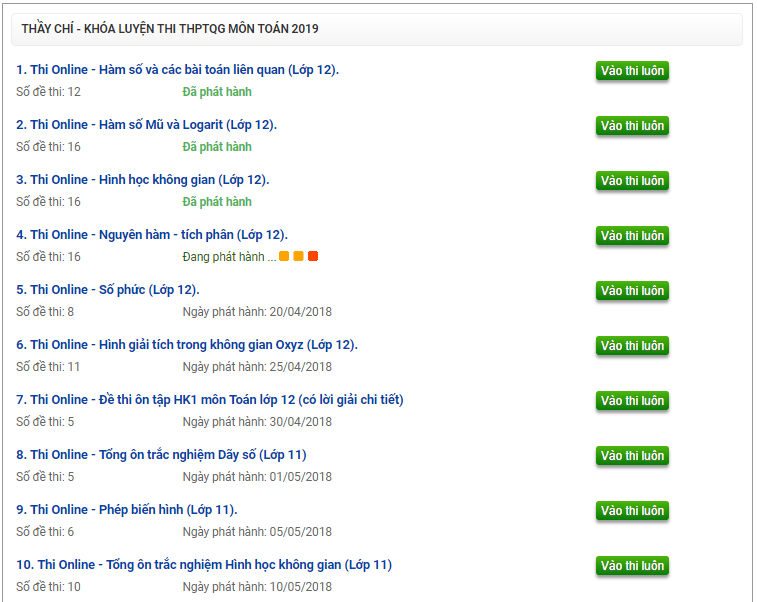 THẦY CHÍ - KHÓA LUYỆN THI THPTQG MÔN TOÁN 2019
1. Thi Online - Hàm số và các bài toán liên quan (Lớp 12). Vào thi luôn
Số đề thi: 12 Đã phát hành
2. Thi Online - Hàm số Mũ và Logarit (Lớp 12). Vào thi luôn
Số đề thi: 16 Đã phát hành
3. Thi Online - Hình học không gian (Lớp 12). Vào thi luôn
Số đề thi: 16 Đã phát hành
4. Thi Online - Nguyên hàm - tích phân (Lớp 12). Vào thi luôn
Số đề thi: 16 Đang phát hành ...
5. Thi Online - Số phức (Lớp 12). Vào thi luôn
Số đề thi: 8 Ngày phát hành: 20/04/2018
6. Thi Online - Hình giải tích trong không gian Oxyz (Lớp 12). Vào thi luôn
Số đề thi: 11 Ngày phát hành: 25/04/2018
7. Thi Online - Đề thi ôn tập HK1 môn Toán lớp 12 (có lời giải chi tiết) Vào thi luôn
Số đề thi: 5 Ngày phát hành: 30/04/2018
8. Thi Online - Tổng ôn trắc nghiệm Dãy số (Lớp 11) Vào thi luôn
Số đề thi: 5 Ngày phát hành: 01/05/2018
9. Thi Online - Phép biến hình (Lớp 11). Vào thi luôn
Số đề thi: 6 Ngày phát hành: 05/05/2018
10. Thi Online - Tổng ôn trắc nghiệm Hình học không gian (Lớp 11) Vào thi luôn
Số đề thi: 10 Ngày phát hành: 10/05/2018